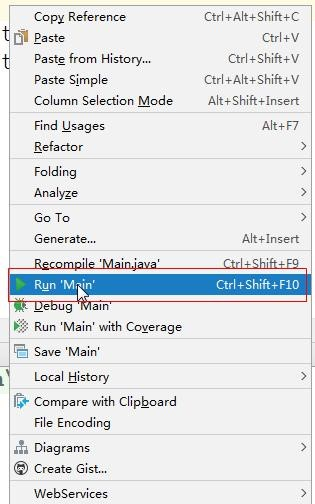 Copy Reference Ctrl+Alt+Shift+C
Paste Ctrl+V
Paste from History... Ctrl+Shift+V
Paste Simple Ctrl+Alt+Shift+V
Column Selection Mode Alt+Shift+Insert
Find Usages Alt+F7
Refactor
Folding
Analyze
Go To
Generate... Alt+Insert
Recompile 'Main.java' Ctrl+Shift+F9
Run 'Main' Ctrl+Shift+F10
Debug 'Main'
Run 'Main' with Coverage
Save 'Main'
Local History
Compare with Clipboard
File Encoding
Diagrams
Create Gist...
WebServices